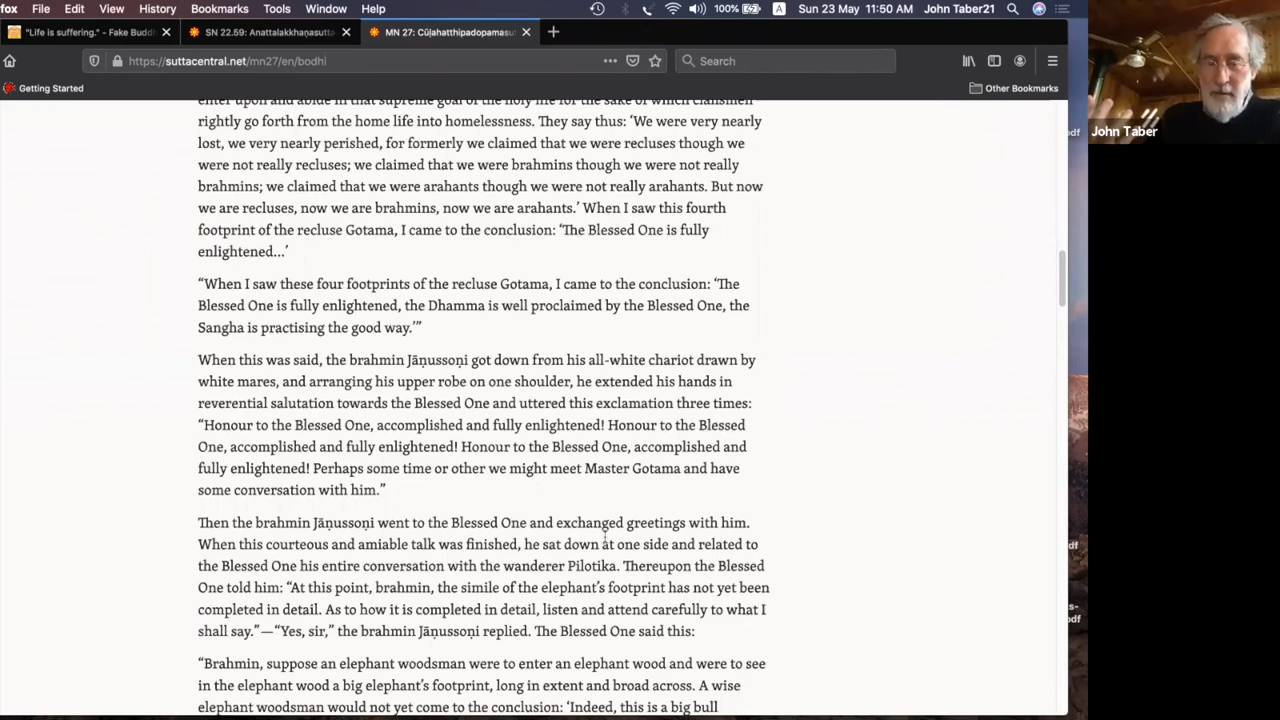 fox File Edit View History Bookmarks Tools Window Help 100% A Sun 23 May 11:50 AM John Taber21
"Life is suffering." - Fake Buddh × SN 22.59: Anattalakkhaṇasutta × MN 27: Cūḷahatthipadopamasut × +
https://suttacentral.net/mn27/en/bodhi ••• Search
Getting Started Other Bookmarks
enter upon and abide in that supreme goal of the holy life for the sake of which clansmen
rightly go forth from the home life into homelessness. They say thus: ‘We were very nearly
lost, we very nearly perished, for formerly we claimed that we were recluses though we
were not really recluses; we claimed that we were brahmins though we were not really
brahmins; we claimed that we were arahants though we were not really arahants. But now
we are recluses, now we are brahmins, now we are arahants.’ When I saw this fourth
footprint of the recluse Gotama, I came to the conclusion: ‘The Blessed One is fully
enlightened…’
“When I saw these four footprints of the recluse Gotama, I came to the conclusion: ‘The
Blessed One is fully enlightened, the Dhamma is well proclaimed by the Blessed One, the
Sangha is practising the good way.’”
When this was said, the brahmin Jāṇussoṇi got down from his all-white chariot drawn by
white mares, and arranging his upper robe on one shoulder, he extended his hands in
reverential salutation towards the Blessed One and uttered this exclamation three times:
“Honour to the Blessed One, accomplished and fully enlightened! Honour to the Blessed
One, accomplished and fully enlightened! Honour to the Blessed One, accomplished and
fully enlightened! Perhaps some time or other we might meet Master Gotama and have
some conversation with him.”
Then the brahmin Jāṇussoṇi went to the Blessed One and exchanged greetings with him.
When this courteous and amiable talk was finished, he sat down at one side and related to
the Blessed One his entire conversation with the wanderer Pilotika. Thereupon the Blessed
One told him: “At this point, brahmin, the simile of the elephant’s footprint has not yet been
completed in detail. As to how it is completed in detail, listen and attend carefully to what I
shall say.”—“Yes, sir,” the brahmin Jāṇussoṇi replied. The Blessed One said this:
“Brahmin, suppose an elephant woodsman were to enter an elephant wood and were to see
in the elephant wood a big elephant’s footprint, long in extent and broad across. A wise
elephant woodsman would not yet come to the conclusion: ‘Indeed, this is a big bull
John Taber